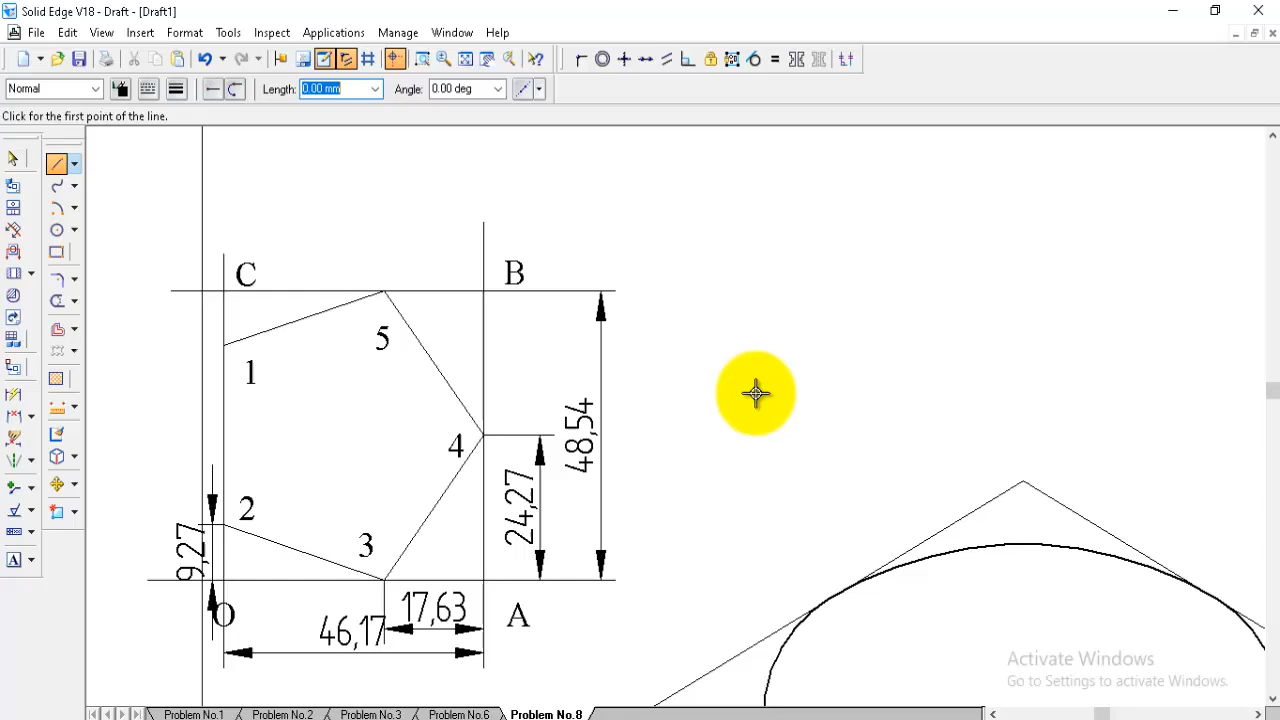 Solid Edge V18 - Draft - [Draft1]
File Edit View Insert Format Tools Inspect Applications Manage Window Help
Normal Length: 0.00 mm Angle: 0.00 deg
Click for the first point of the line.
C
B
5
1
48,54
4
2
24,27
3
9,27
O
17,63
A
46,17
Activate Windows
Go to Settings to activate Windows.
Problem No.1 Problem No.2 Problem No.3 Problem No.6 Problem No.8